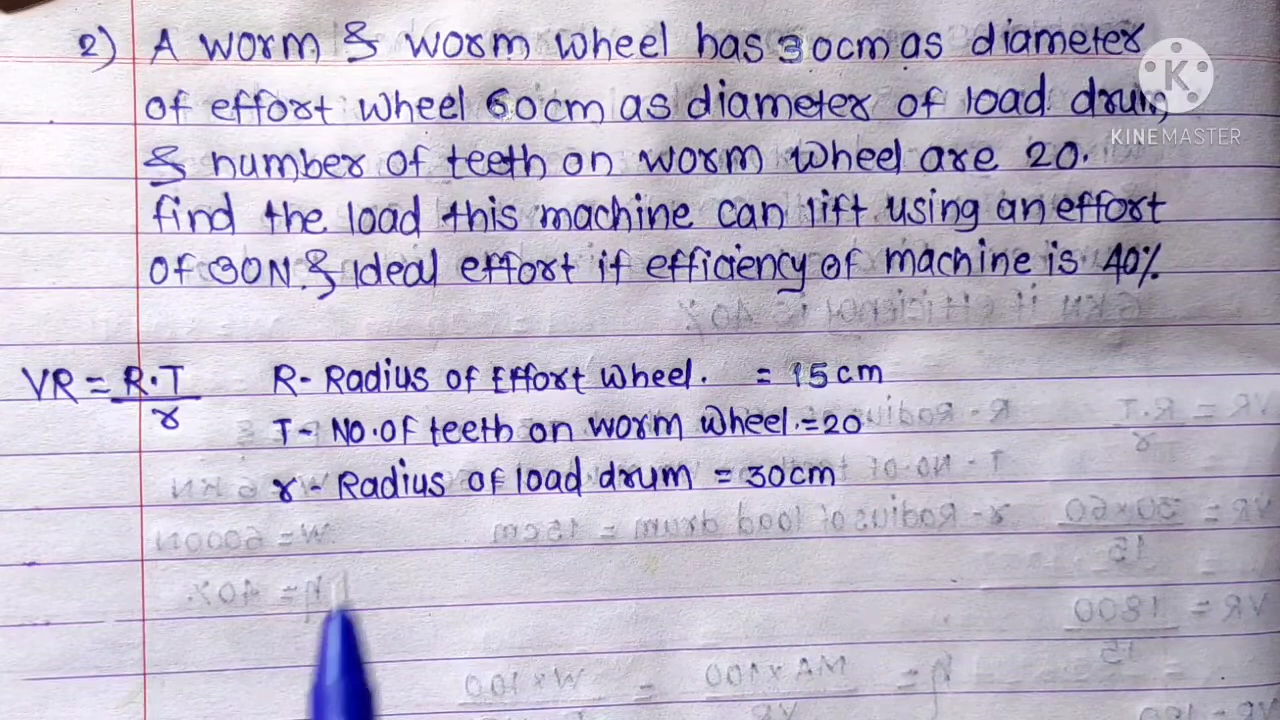 2) A worm & worm wheel has 30cm as diameter
of effort wheel 60cm as diameter of load drum,
& number of teeth on worm wheel are 20.
find the load this machine can lift using an effort
of 30N. & ideal effort if efficiency of machine is 40%
VR = R.T / r
R - Radius of Effort wheel. = 15cm
T - No. of teeth on worm wheel. = 20
r - Radius of load drum = 30cm
K
KINEMASTER